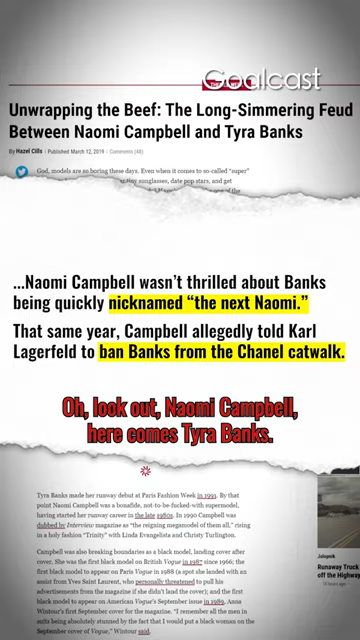 Goalcast
Unwrapping the Beef: The Long-Simmering Feud
Between Naomi Campbell and Tyra Banks
By Hazel Cills | Published March 12, 2019 | Comments (48)
God, models are so boring these days. Even when it comes to so-called "super"
sunglasses, date pop stars, and get
...Naomi Campbell wasn't thrilled about Banks
being quickly nicknamed "the next Naomi."
That same year, Campbell allegedly told Karl
Lagerfeld to ban Banks from the Chanel catwalk.
Oh, look out, Naomi Campbell,
here comes Tyra Banks.
Tyra Banks made her runway debut at Paris Fashion Week in 1991. By that
point Naomi Campbell was a bonafide, not-to-be-fucked-with supermodel,
having started her runway career in the late 1980s. In 1990 Campbell was
dubbed by Interview magazine as "the reigning megamodel of them all," rising
in a holy fashion "Trinity" with Linda Evangelista and Christy Turlington.
Campbell was also breaking boundaries as a black model, landing cover after
cover. She was the first black model on British Vogue in 1987 since 1966; the
first black model to appear on Paris Vogue in 1988 (a spot she landed with an
assist from Yves Saint Laurent, who personally threatened to pull his
advertisements from the magazine if she didn't land the cover); and the first
black model to appear on American Vogue's September issue in 1989, Anna
Wintour's first September cover for the magazine. "I remember all the men in
suits being absolutely stunned by the fact that I would put a black woman on the
September cover of Vogue," Wintour said.
Jalopnik
Runaway Truck
off the Highway